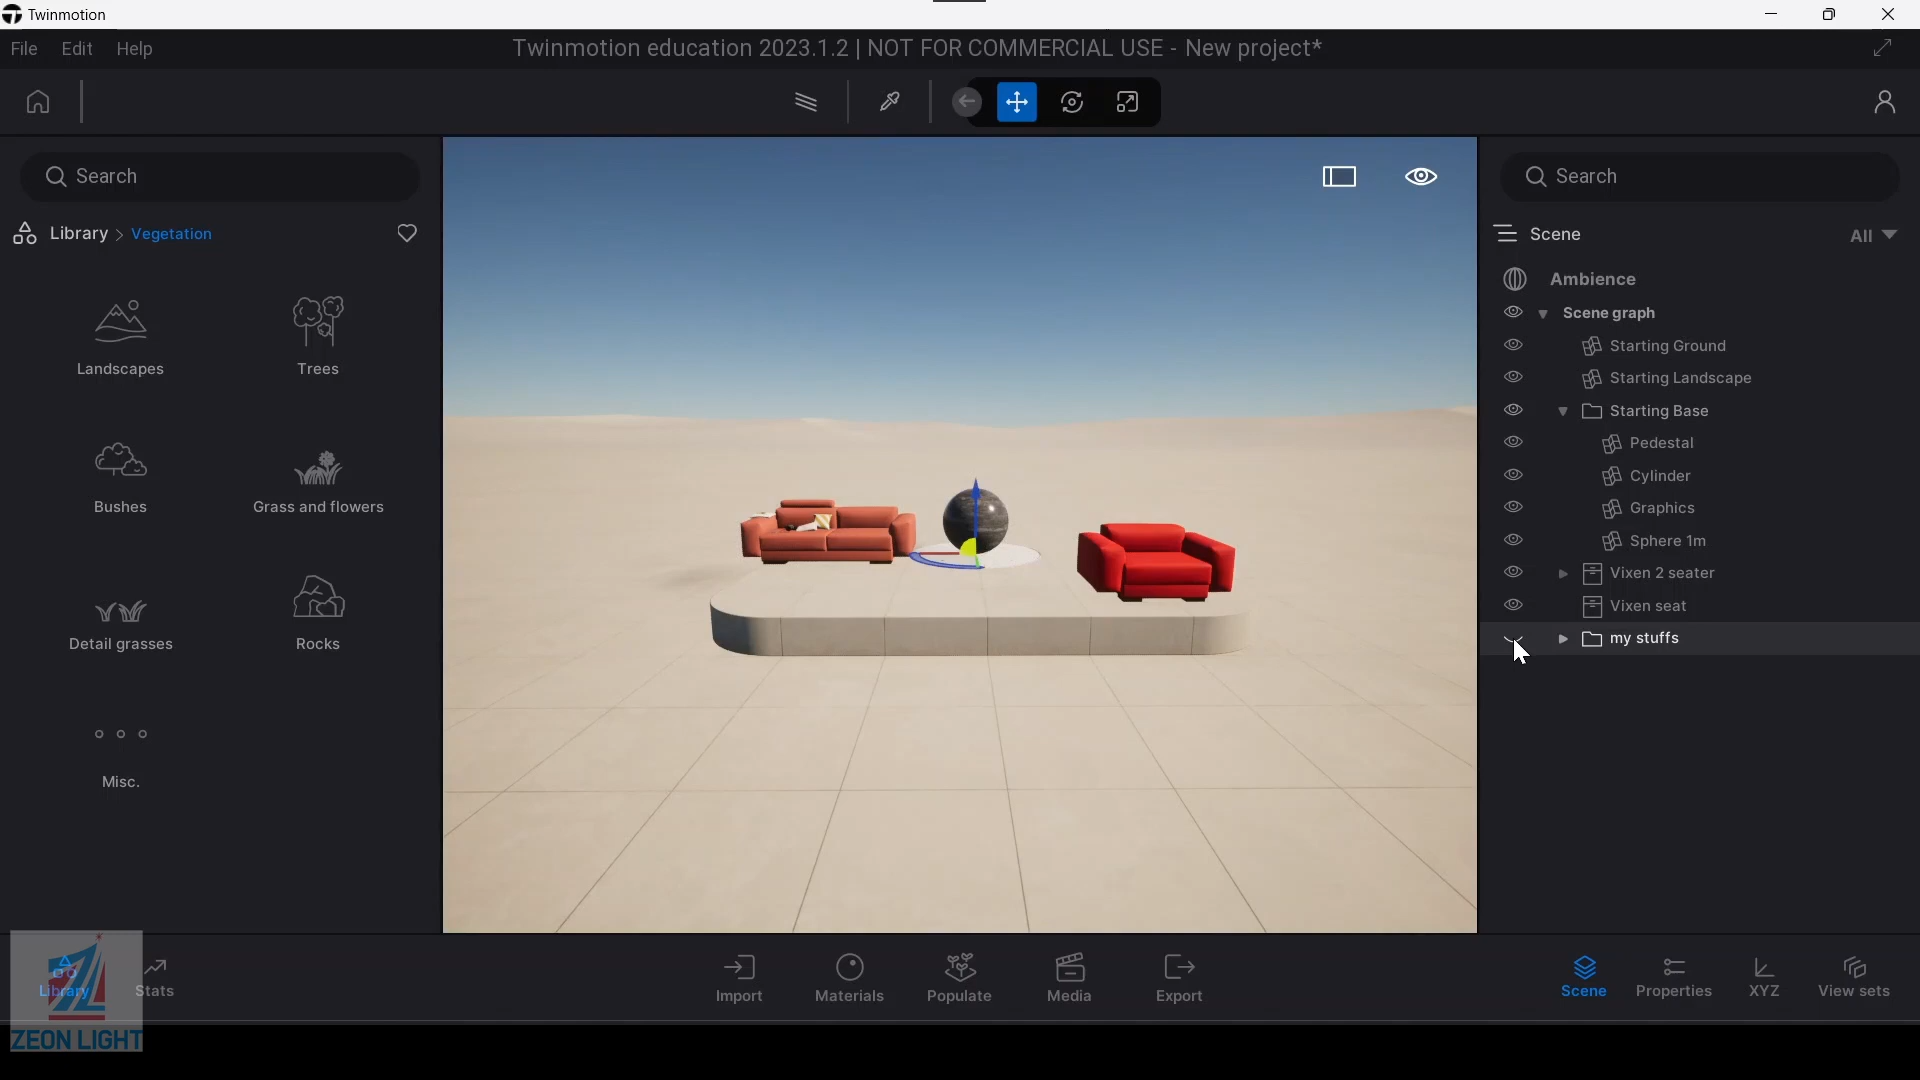 Twinmotion
File Edit Help
Twinmotion education 2023.1.2 | NOT FOR COMMERCIAL USE - New project*
Search
Library > Vegetation
Landscapes
Trees
Bushes
Grass and flowers
Detail grasses
Rocks
Misc.
Search
Scene
All
Ambience
Scene graph
Starting Ground
Starting Landscape
Starting Base
Pedestal
Cylinder
Graphics
Sphere 1m
Vixen 2 seater
Vixen seat
my stuffs
Library
Stats
Import
Materials
Populate
Media
Export
Scene
Properties
XYZ
View sets
ZEON LIGHT